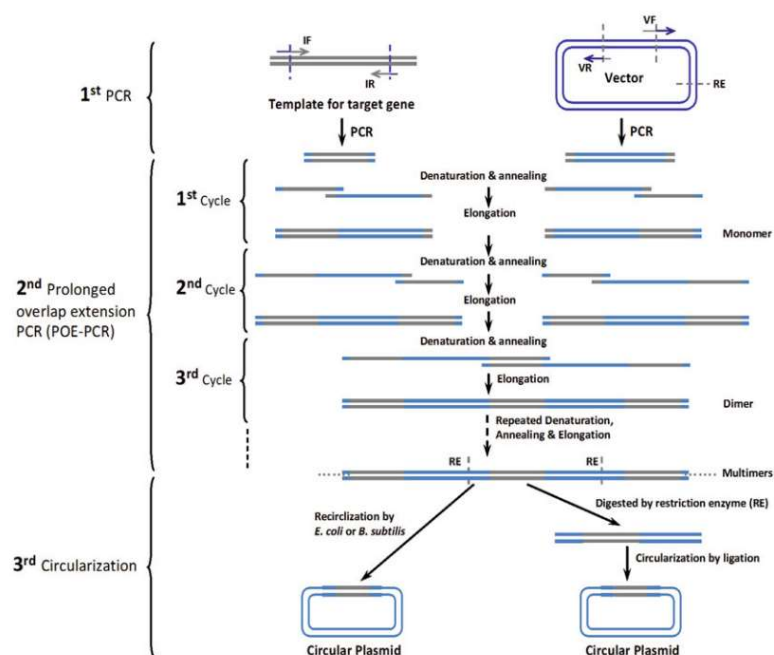 IF
VF
IR
VR
Vector
RE
1st PCR
Template for target gene
PCR
PCR
Denaturation & annealing
1st Cycle
Elongation
Monomer
Denaturation & annealing
2nd Prolonged
overlap extension
PCR (POE-PCR)
2nd Cycle
Elongation
Denaturation & annealing
3rd Cycle
Elongation
Dimer
Repeated Denaturation,
Annealing & Elongation
RE
RE
Multimers
Recirclization by
E. coli or B. subtilis
Digested by restriction enzyme (RE)
3rd Circularization
Circularization by ligation
Circular Plasmid
Circular Plasmid